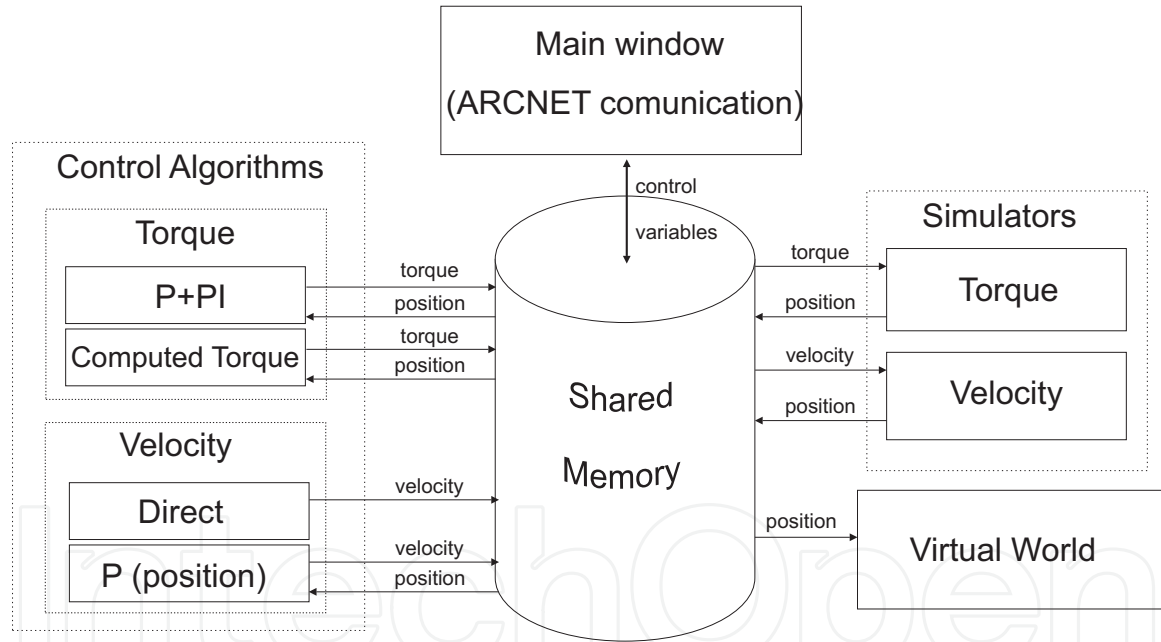 Main window
(ARCNET comunication)
control
variables
Control Algorithms
Torque
P+PI
Computed Torque
torque
position
torque
position
Velocity
Direct
P (position)
velocity
velocity
position
Shared
Memory
Simulators
torque
position
Torque
velocity
position
Velocity
position
Virtual World
IntechOpen